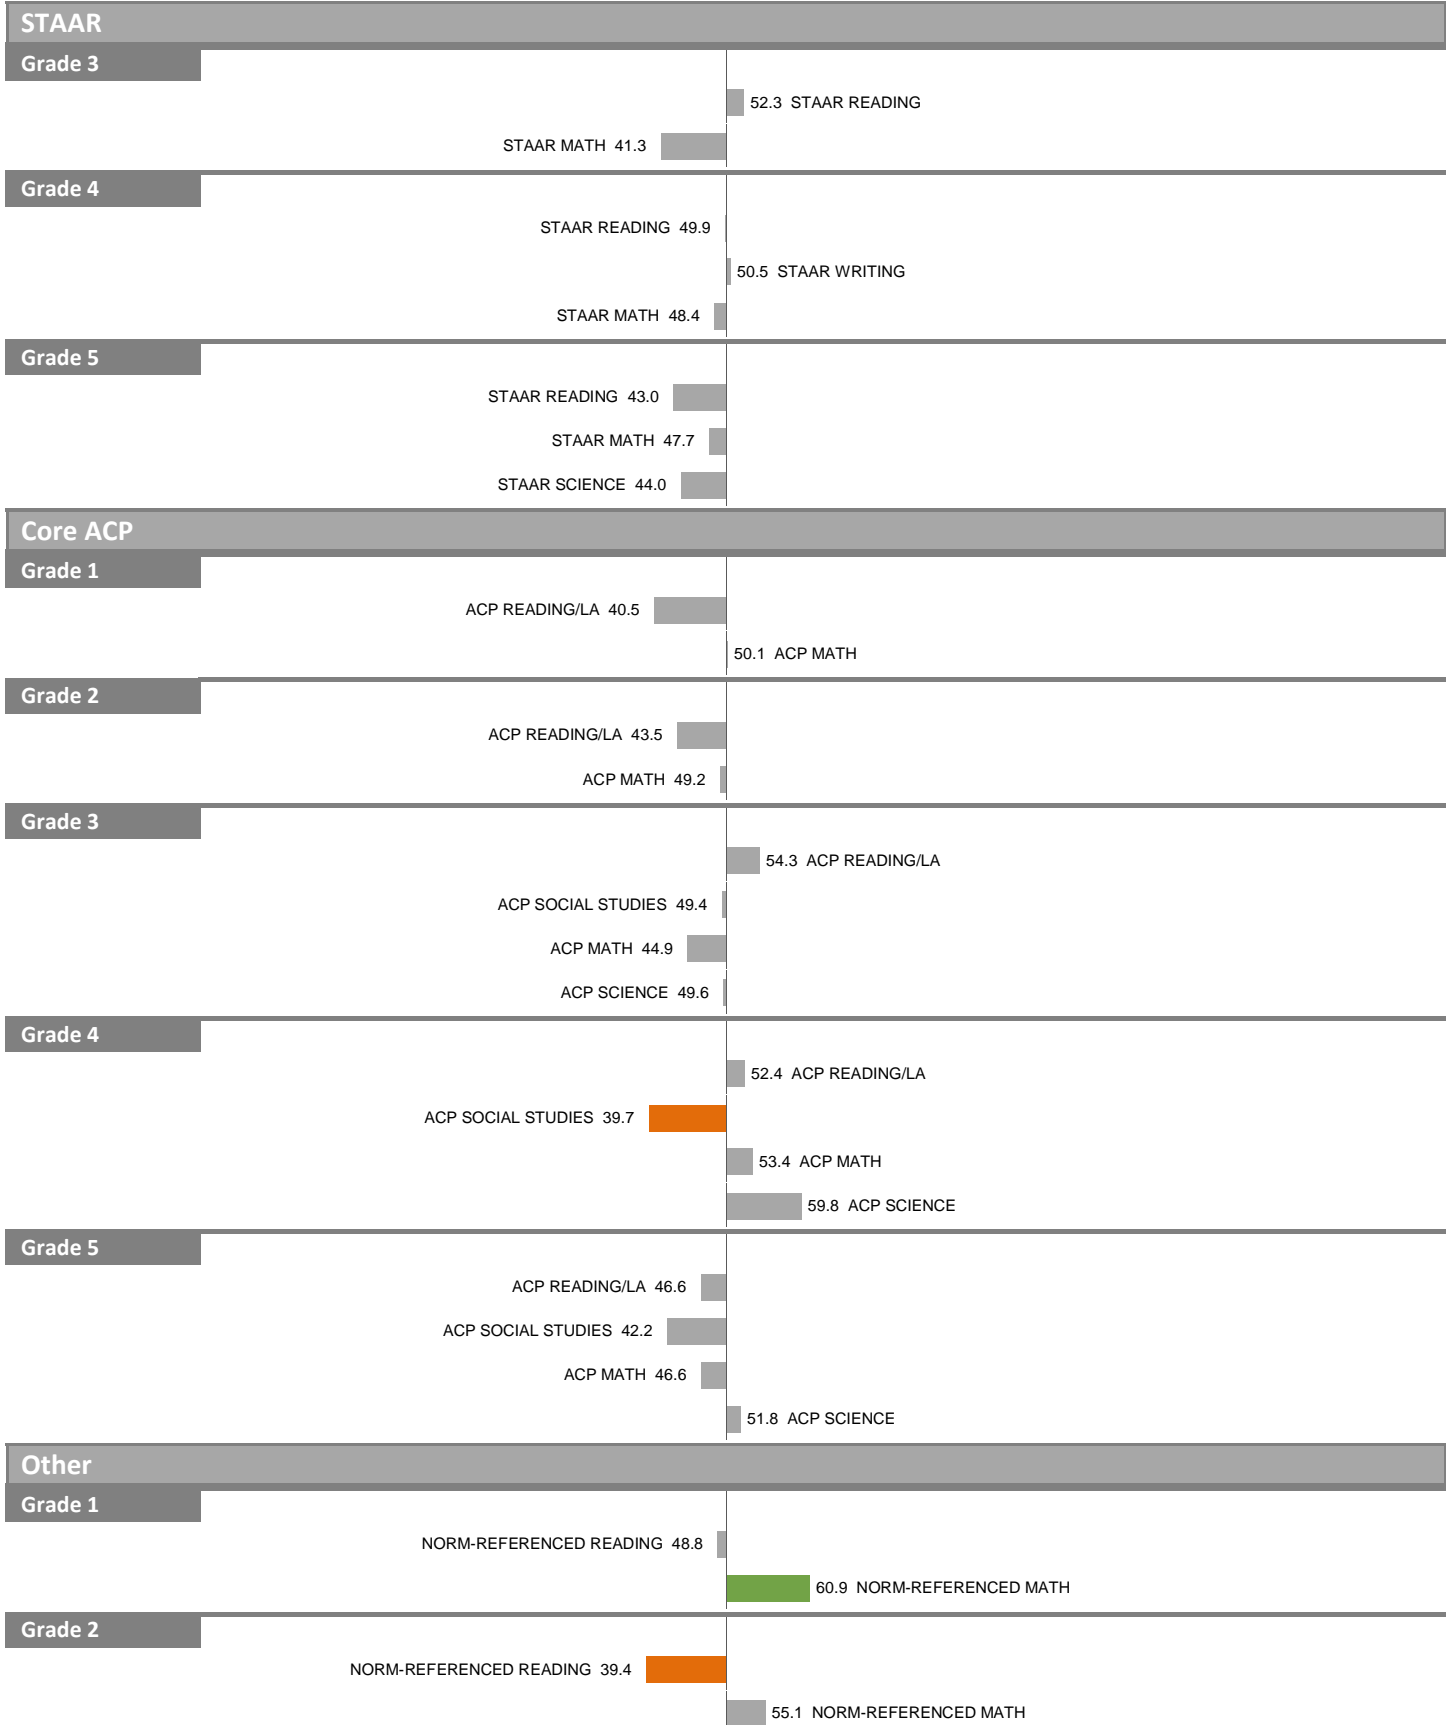 STAAR
Grade 3
52.3 STAAR READING
STAAR MATH 41.3
Grade 4
STAAR READING 49.9
50.5 STAAR WRITING
STAAR MATH 48.4
Grade 5
STAAR READING 43.0
STAAR MATH 47.7
STAAR SCIENCE 44.0
Core ACP
Grade 1
ACP READING/LA 40.5
50.1 ACP MATH
Grade 2
ACP READING/LA 43.5
ACP MATH 49.2
Grade 3
54.3 ACP READING/LA
ACP SOCIAL STUDIES 49.4
ACP MATH 44.9
ACP SCIENCE 49.6
Grade 4
52.4 ACP READING/LA
ACP SOCIAL STUDIES 39.7
53.4 ACP MATH
59.8 ACP SCIENCE
Grade 5
ACP READING/LA 46.6
ACP SOCIAL STUDIES 42.2
ACP MATH 46.6
51.8 ACP SCIENCE
Other
Grade 1
NORM-REFERENCED READING 48.8
60.9 NORM-REFERENCED MATH
Grade 2
NORM-REFERENCED READING 39.4
55.1 NORM-REFERENCED MATH